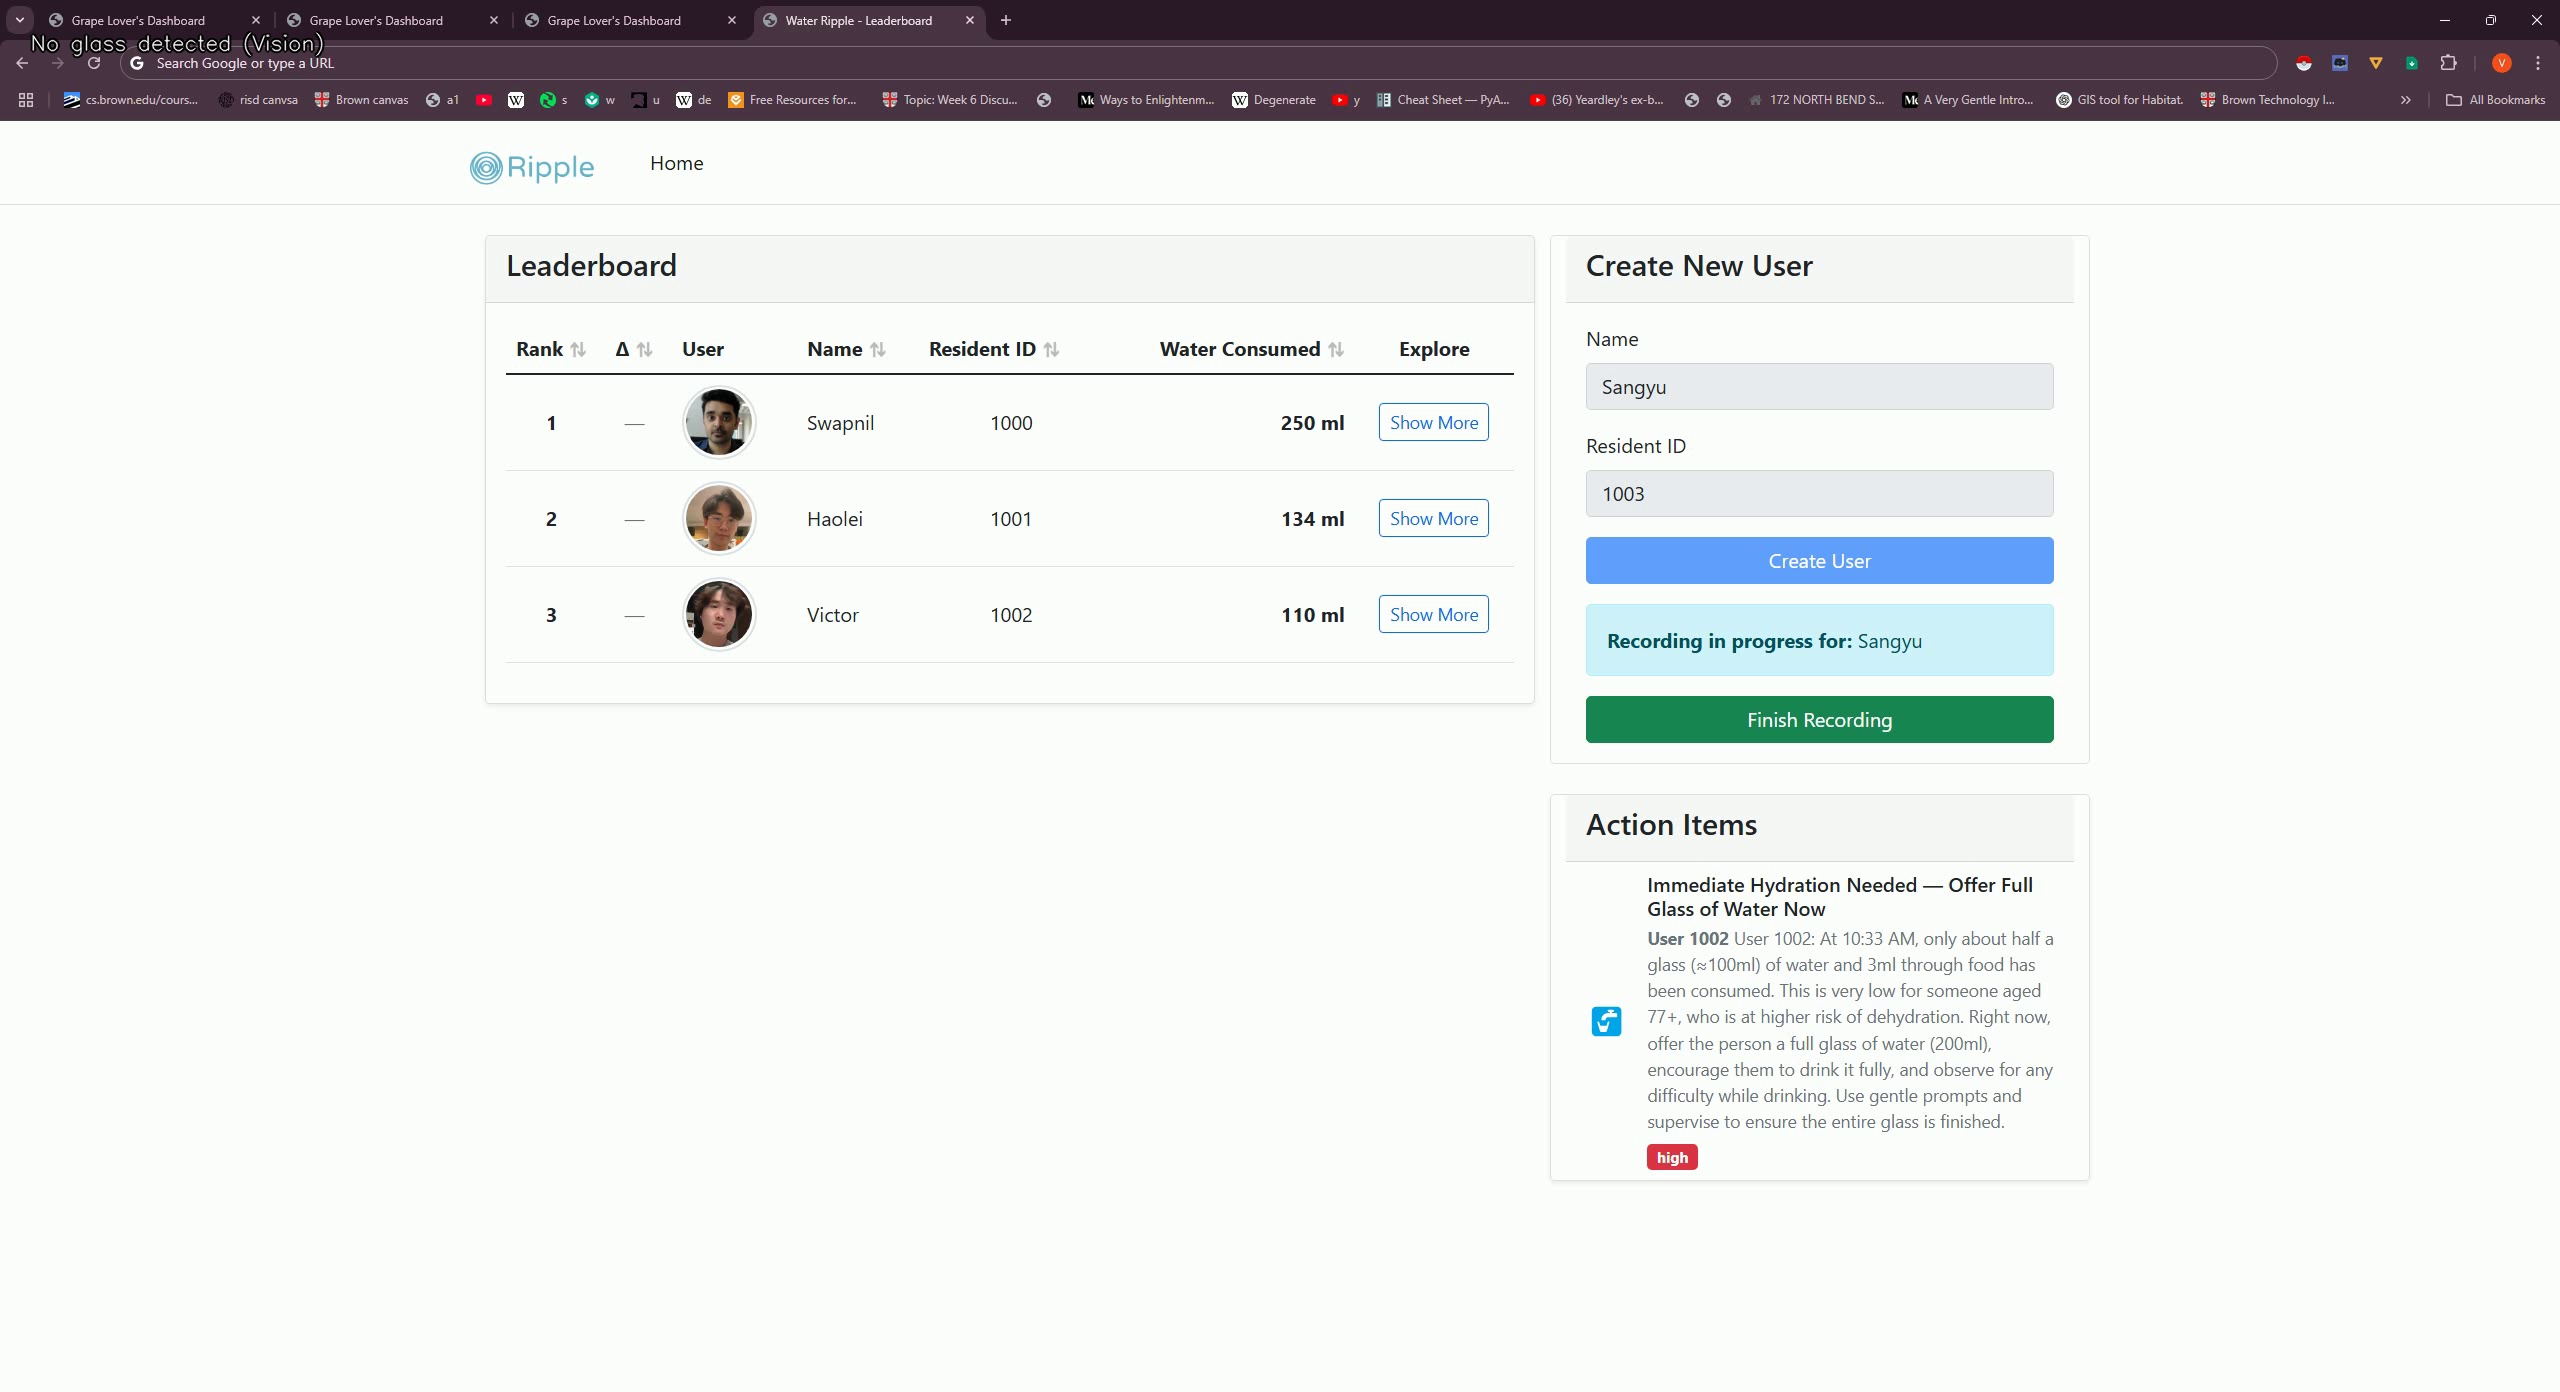 Grape Lover's Dashboard
Grape Lover's Dashboard
Grape Lover's Dashboard
Water Ripple - Leaderboard
No glass detected (Vision)
Search Google or type a URL
V
cs.brown.edu/cours...
risd canvsa
Brown canvas
a1
s
w
u
de
Free Resources for...
Topic: Week 6 Discu...
Ways to Enlightenm...
Degenerate
y
Cheat Sheet — PyA...
(36) Yeardley's ex-b...
172 NORTH BEND S...
A Very Gentle Intro...
GIS tool for Habitat.
Brown Technology I...
All Bookmarks
Ripple
Home
Leaderboard
Rank Δ User Name Resident ID Water Consumed Explore
1 — Swapnil 1000 250 ml Show More
2 — Haolei 1001 134 ml Show More
3 — Victor 1002 110 ml Show More
Create New User
Name
Sangyu
Resident ID
1003
Create User
Recording in progress for: Sangyu
Finish Recording
Action Items
Immediate Hydration Needed — Offer Full
Glass of Water Now
User 1002 User 1002: At 10:33 AM, only about half a
glass (≈100ml) of water and 3ml through food has
been consumed. This is very low for someone aged
77+, who is at higher risk of dehydration. Right now,
offer the person a full glass of water (200ml),
encourage them to drink it fully, and observe for any
difficulty while drinking. Use gentle prompts and
supervise to ensure the entire glass is finished.
high